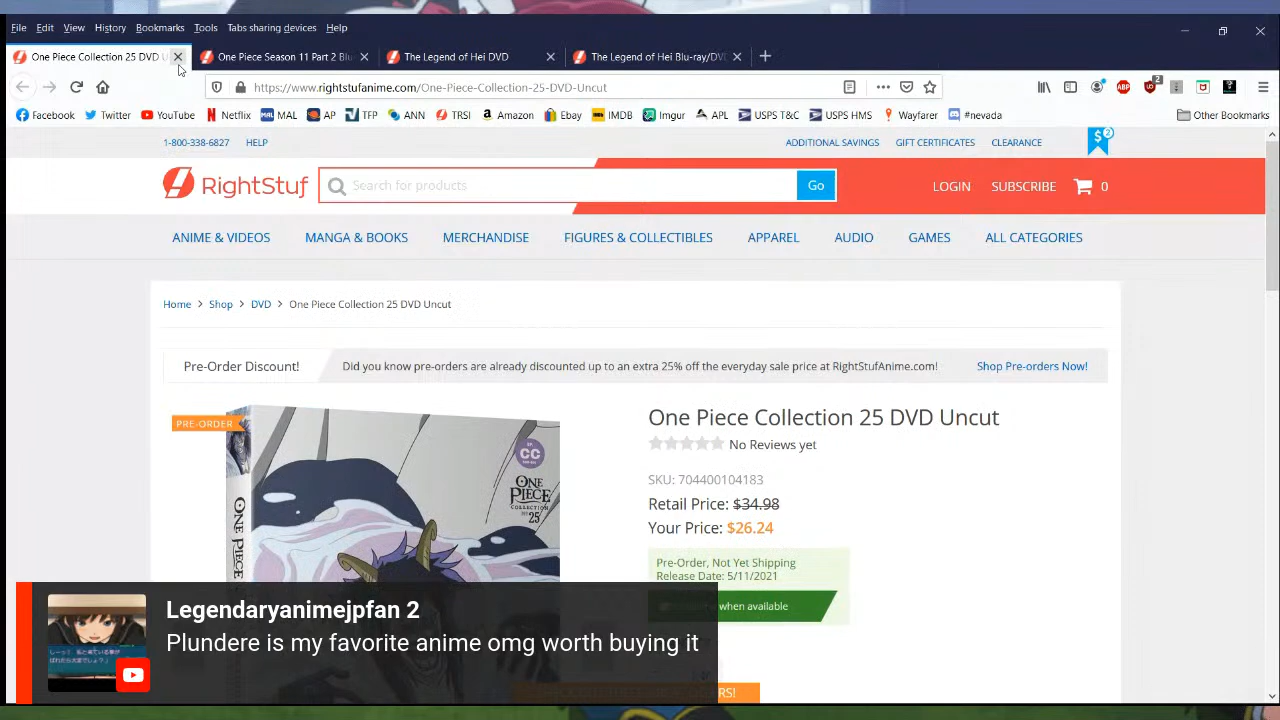 File Edit View History Bookmarks Tools Tabs sharing devices Help
One Piece Collection 25 DVD U
One Piece Season 11 Part 2 Blu
The Legend of Hei DVD
The Legend of Hei Blu-ray/DVD
https://www.rightstufanime.com/one-Piece-Collection-25-DVD-Uncut
Facebook Twitter YouTube Netflix MAL AP TFP ANN TRSI Amazon Ebay IMDB Imgur APL USPS T&C USPS HMS Wayfarer #nevada Other Bookmarks
1-800-338-6827 HELP ADDITIONAL SAVINGS GIFT CERTIFICATES CLEARANCE $ 2
RightStuf Search for products Go LOGIN SUBSCRIBE 0
ANIME & VIDEOS MANGA & BOOKS MERCHANDISE FIGURES & COLLECTIBLES APPAREL AUDIO GAMES ALL CATEGORIES
Home > Shop > DVD > One Piece Collection 25 DVD Uncut
Pre-Order Discount! Did you know pre-orders are already discounted up to an extra 25% off the everyday sale price at RightStufAnime.com! Shop Pre-orders Now!
PRE-ORDER
CC
ONE
PIECE
COLLECTION
25
ONE PIECE
One Piece Collection 25 DVD Uncut
No Reviews yet
SKU: 704400104183
Retail Price: $34.98
Your Price: $26.24
Pre-Order, Not Yet Shipping
Release Date: 5/11/2021
when available
Legendaryanimejpfan 2
Plundere is my favorite anime omg worth buying it